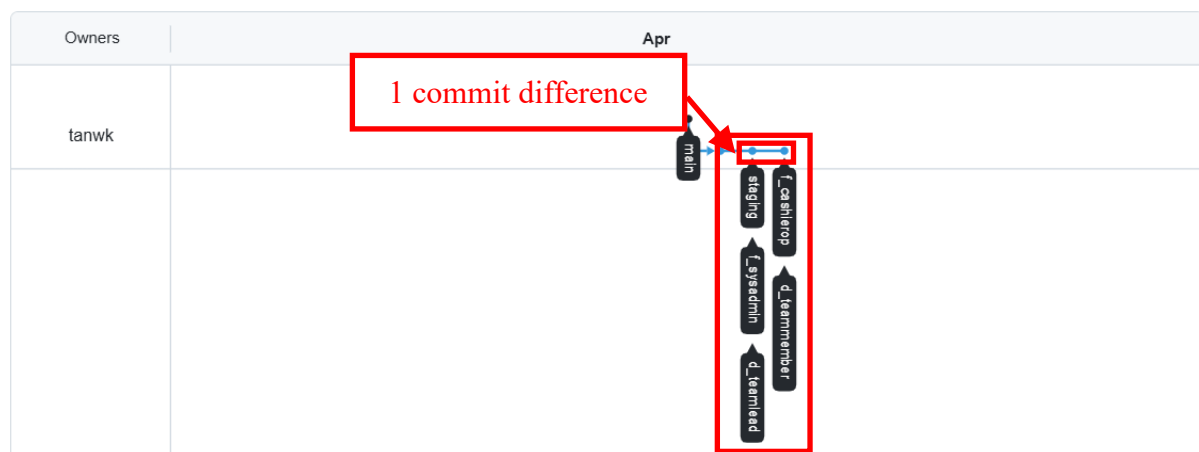 Owners
Apr
1 commit difference
tanwk
main
staging
f_cashierop
f_sysadmin
d_teammember
d_teamlead